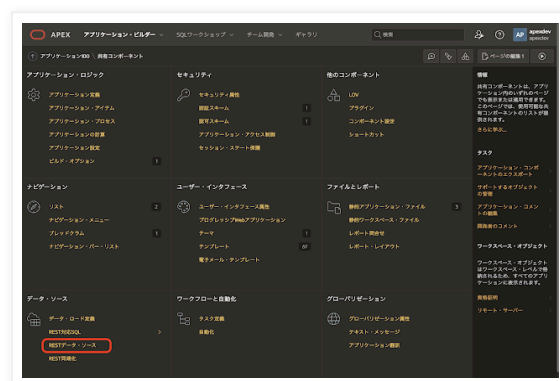 APEX アプリケーション・ビルダー SQLワークショップ チーム開発 ギャラリ 検索 AP apexdev
apexdev
アプリケーション100 \ 共有コンポーネント ページの編集1
アプリケーション・ロジック
アプリケーション定義
アプリケーション・アイテム
アプリケーション・プロセス
アプリケーションの計算
アプリケーション設定
ビルド・オプション 1
セキュリティ
セキュリティ属性
認証スキーム 1
認可スキーム 1
アプリケーション・アクセス制御
セッション・ステート保護
他のコンポーネント
LOV
プラグイン
コンポーネント設定
ショートカット
ナビゲーション
リスト 2
ナビゲーション・メニュー
ブレッドクラム 1
ナビゲーション・バー・リスト
ユーザー・インタフェース
ユーザー・インタフェース属性
プログレッシブWebアプリケーション
テーマ 1
テンプレート 67
電子メール・テンプレート
ファイルとレポート
静的アプリケーション・ファイル 3
静的ワークスペース・ファイル
レポート問合せ
レポート・レイアウト
データ・ソース
データ・ロード定義
REST対応SQL
RESTデータ・ソース
REST同期化
ワークフローと自動化
タスク定義
自動化
グローバリゼーション
グローバリゼーション属性
テキスト・メッセージ
アプリケーション翻訳
情報
共有コンポーネントは、アプリ
ケーション内のいずれのページ
でも表示または適用できます。
このページでは、使用可能な共
有コンポーネントのリストが提
供されます。
さらに学ぶ...
タスク
アプリケーション・コンポ
ーネントのエクスポート
サポートするオブジェクト
の管理
アプリケーション・コメン
トの編集
開発者のコメント
ワークスペース・オブジェクト
ワークスペース・オブジェクト
はワークスペース・レベルで格
納されるため、すべてのアプリ
ケーションに表示されます。
資格証明
リモート・サーバー